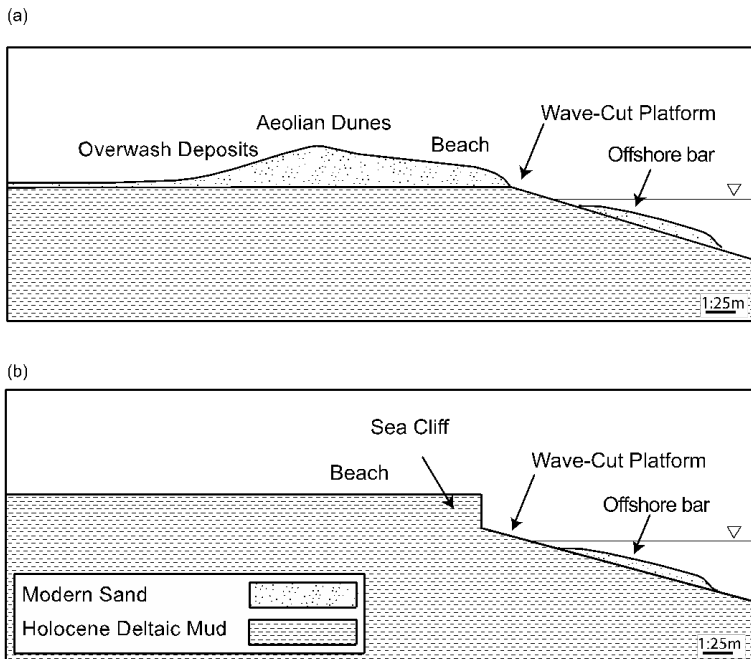 (a)
Aeolian Dunes
Overwash Deposits
Beach
Wave-Cut Platform
Offshore bar
1:25m
(b)
Sea Cliff
Beach
Wave-Cut Platform
Offshore bar
Modern Sand
Holocene Deltaic Mud
1:25m